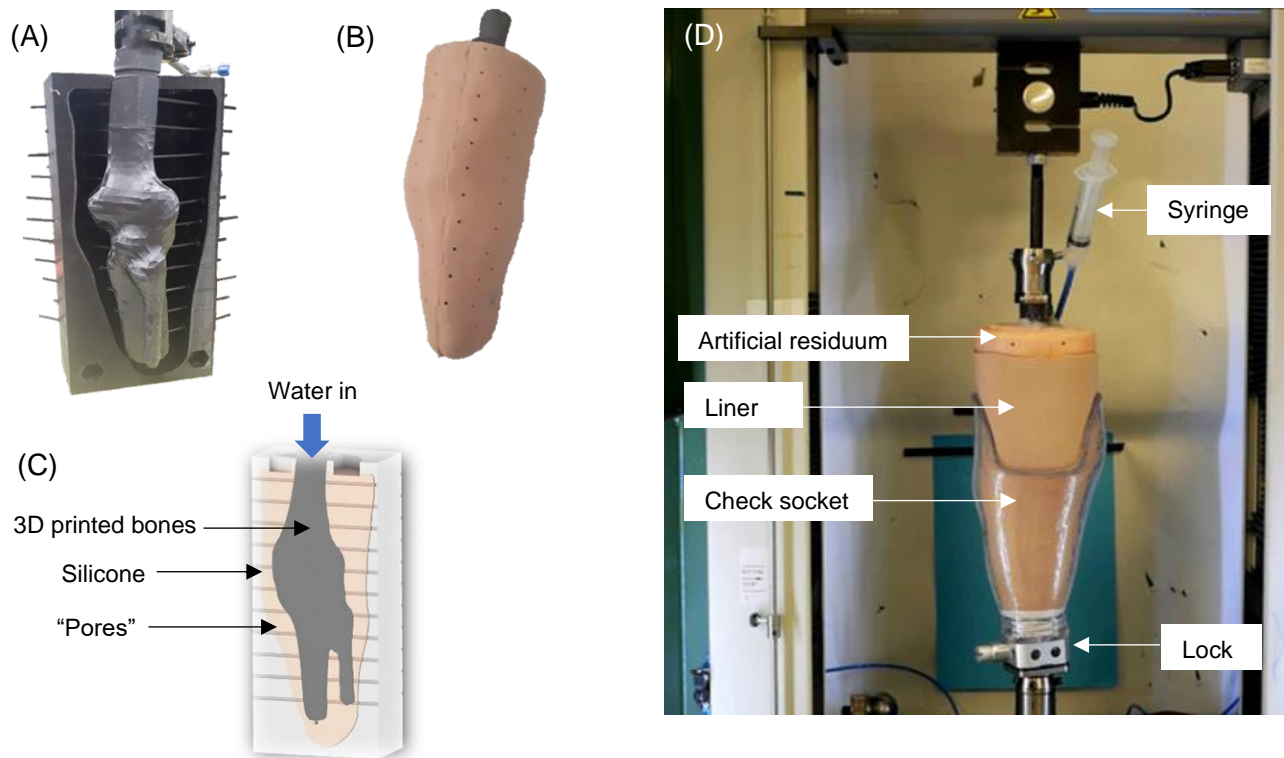 (A)
(B)
Water in
(C)
3D printed bones
Silicone
“Pores”
(D)
Syringe
Artificial residuum
Liner
Check socket
Lock